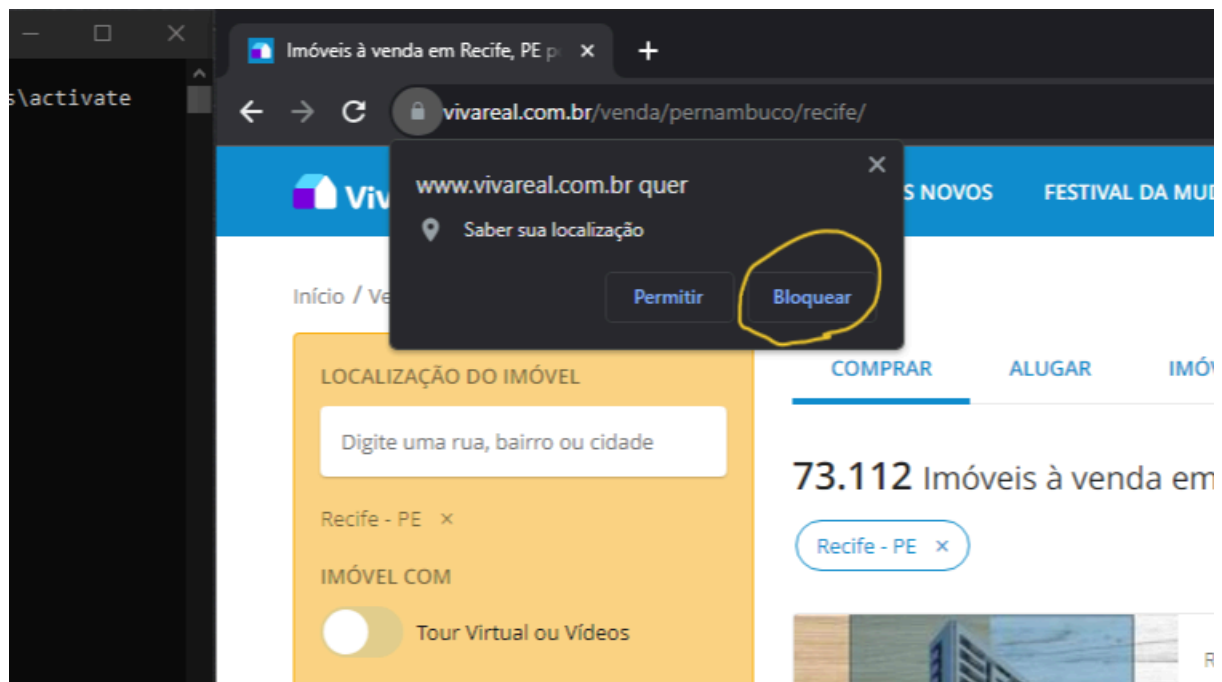 s\activate
Imóveis à venda em Recife, PE
vivareal.com.br/venda/pernambuco/recife/
www.vivareal.com.br quer
Saber sua localização
Permitir
Bloquear
Viv
S NOVOS
FESTIVAL DA MUD
Início / Ve
LOCALIZAÇÃO DO IMÓVEL
Digite uma rua, bairro ou cidade
Recife - PE ×
IMÓVEL COM
Tour Virtual ou Vídeos
COMPRAR
ALUGAR
IMÓV
73.112 Imóveis à venda em
Recife - PE ×
R